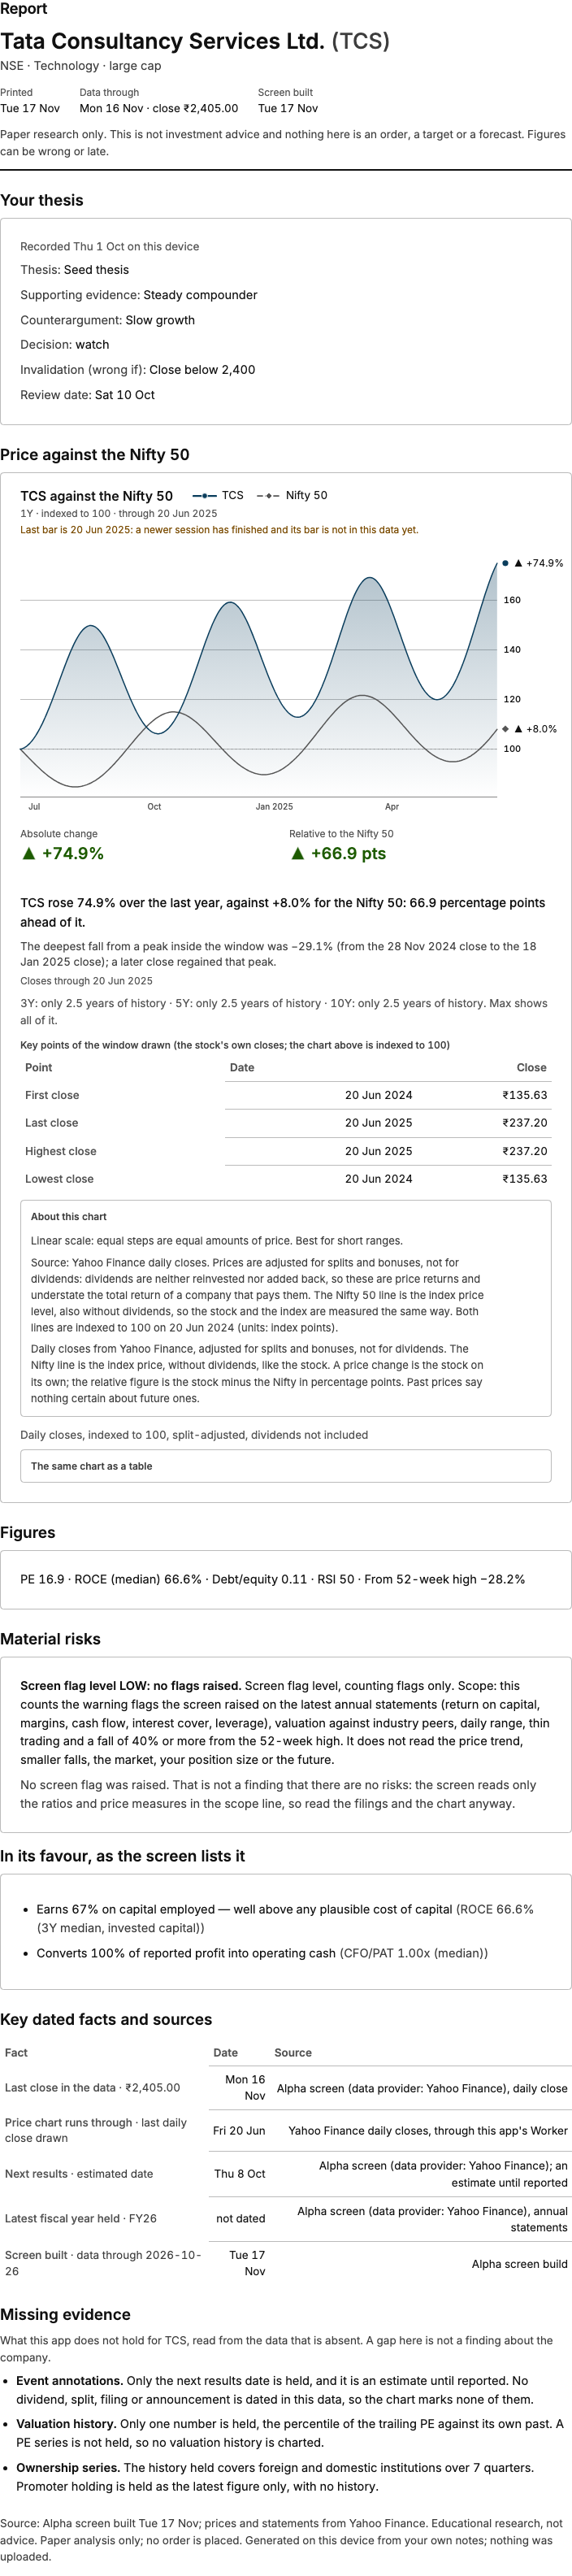 Report
Tata Consultancy Services Ltd. (TCS)
NSE · Technology · large cap
Printed Data through Screen built
Tue 17 Nov Mon 16 Nov · close ₹2,405.00 Tue 17 Nov
Paper research only. This is not investment advice and nothing here is an order, a target or a forecast. Figures
can be wrong or late.
Your thesis
Recorded Thu 1 Oct on this device
Thesis: Seed thesis
Supporting evidence: Steady compounder
Counterargument: Slow growth
Decision: watch
Invalidation (wrong if): Close below 2,400
Review date: Sat 10 Oct
Price against the Nifty 50
TCS against the Nifty 50 TCS Nifty 50
1Y · indexed to 100 · through 20 Jun 2025
Last bar is 20 Jun 2025: a newer session has finished and its bar is not in this data yet.
▲ +74.9%
160
140
120
▲ +8.0%
100
Jul Oct Jan 2025 Apr
Absolute change Relative to the Nifty 50
▲ +74.9% ▲ +66.9 pts
TCS rose 74.9% over the last year, against +8.0% for the Nifty 50: 66.9 percentage points
ahead of it.
The deepest fall from a peak inside the window was −29.1% (from the 28 Nov 2024 close to the 18
Jan 2025 close); a later close regained that peak.
Closes through 20 Jun 2025
3Y: only 2.5 years of history · 5Y: only 2.5 years of history · 10Y: only 2.5 years of history. Max shows
all of it.
Key points of the window drawn (the stock's own closes; the chart above is indexed to 100)
Point Date Close
First close 20 Jun 2024 ₹135.63
Last close 20 Jun 2025 ₹237.20
Highest close 20 Jun 2025 ₹237.20
Lowest close 20 Jun 2024 ₹135.63
About this chart
Linear scale: equal steps are equal amounts of price. Best for short ranges.
Source: Yahoo Finance daily closes. Prices are adjusted for splits and bonuses, not for
dividends: dividends are neither reinvested nor added back, so these are price returns and
understate the total return of a company that pays them. The Nifty 50 line is the index price
level, also without dividends, so the stock and the index are measured the same way. Both
lines are indexed to 100 on 20 Jun 2024 (units: index points).
Daily closes from Yahoo Finance, adjusted for splits and bonuses, not for dividends. The
Nifty line is the index price, without dividends, like the stock. A price change is the stock on
its own; the relative figure is the stock minus the Nifty in percentage points. Past prices say
nothing certain about future ones.
Daily closes, indexed to 100, split-adjusted, dividends not included
The same chart as a table
Figures
PE 16.9 · ROCE (median) 66.6% · Debt/equity 0.11 · RSI 50 · From 52-week high −28.2%
Material risks
Screen flag level LOW: no flags raised. Screen flag level, counting flags only. Scope: this
counts the warning flags the screen raised on the latest annual statements (return on capital,
margins, cash flow, interest cover, leverage), valuation against industry peers, daily range, thin
trading and a fall of 40% or more from the 52-week high. It does not read the price trend,
smaller falls, the market, your position size or the future.
No screen flag was raised. That is not a finding that there are no risks: the screen reads only
the ratios and price measures in the scope line, so read the filings and the chart anyway.
In its favour, as the screen lists it
• Earns 67% on capital employed — well above any plausible cost of capital (ROCE 66.6%
(3Y median, invested capital))
• Converts 100% of reported profit into operating cash (CFO/PAT 1.00x (median))
Key dated facts and sources
Fact Date Source
Last close in the data · ₹2,405.00 Mon 16 Nov Alpha screen (data provider: Yahoo Finance), daily close
Price chart runs through · last daily close drawn Fri 20 Jun Yahoo Finance daily closes, through this app's Worker
Next results · estimated date Thu 8 Oct Alpha screen (data provider: Yahoo Finance); an estimate until reported
Latest fiscal year held · FY26 not dated Alpha screen (data provider: Yahoo Finance), annual statements
Screen built · data through 2026-10-26 Tue 17 Nov Alpha screen build
Missing evidence
What this app does not hold for TCS, read from the data that is absent. A gap here is not a finding about the
company.
• Event annotations. Only the next results date is held, and it is an estimate until reported. No
dividend, split, filing or announcement is dated in this data, so the chart marks none of them.
• Valuation history. Only one number is held, the percentile of the trailing PE against its own past. A
PE series is not held, so no valuation history is charted.
• Ownership series. The history held covers foreign and domestic institutions over 7 quarters.
Promoter holding is held as the latest figure only, with no history.
Source: Alpha screen built Tue 17 Nov; prices and statements from Yahoo Finance. Educational research, not
advice. Paper analysis only; no order is placed. Generated on this device from your own notes; nothing was
uploaded.